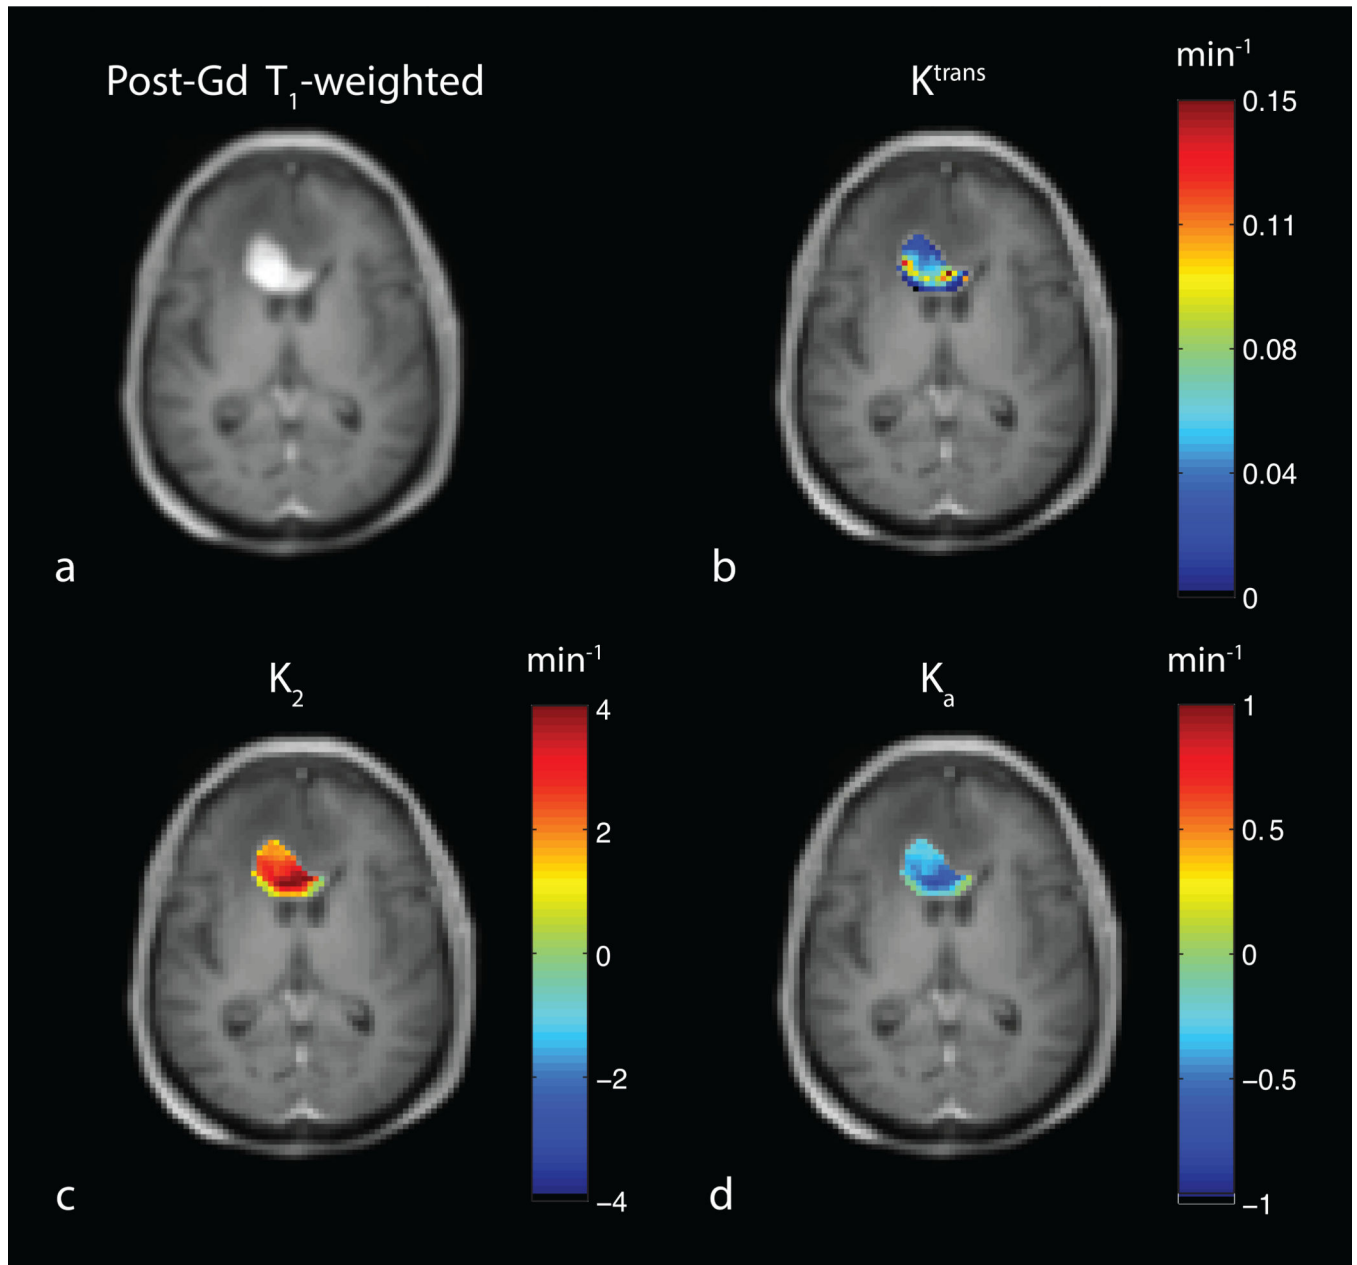 Post-Gd T₁-weighted
Kᵗʳᵃⁿˢ
min⁻¹
0.15
0.11
0.08
0.04
0
a
b
K₂
min⁻¹
4
2
0
−2
−4
Kₐ
min⁻¹
1
0.5
0
−0.5
−1
c
d